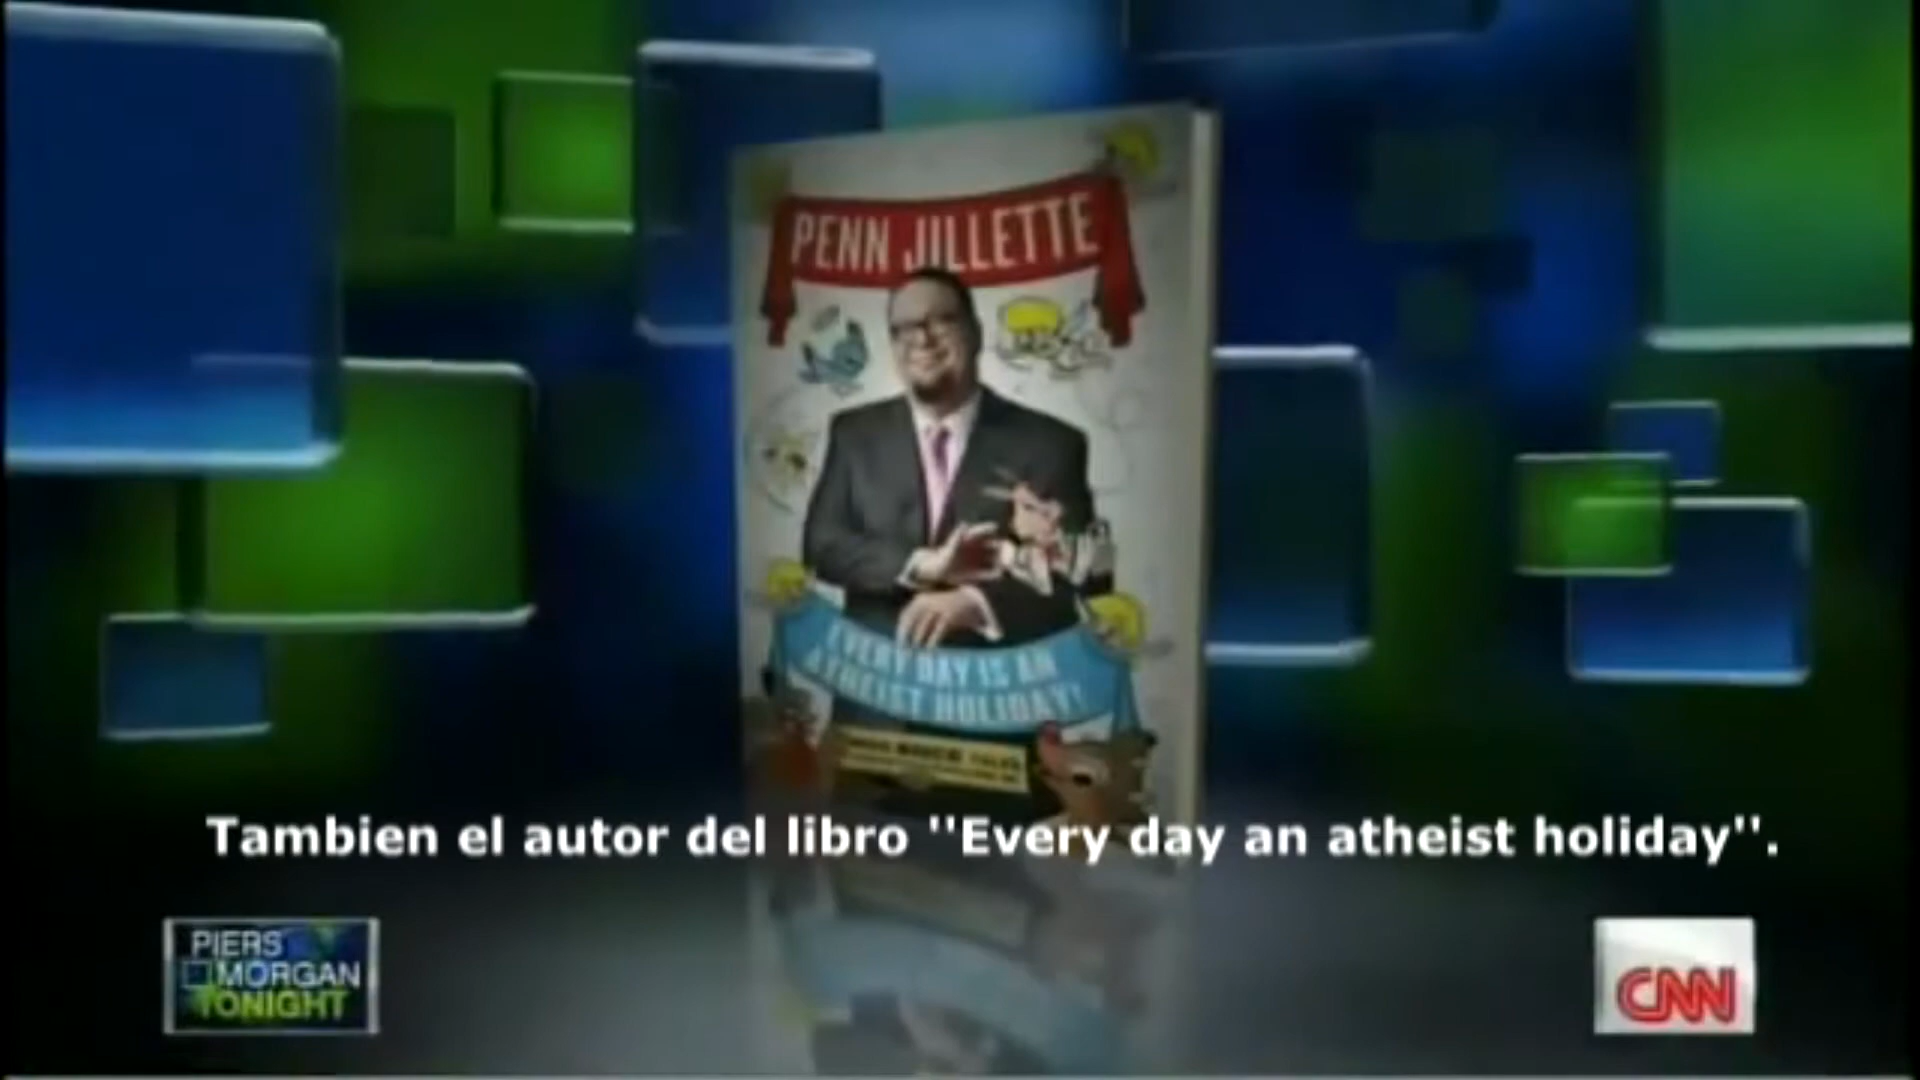 PENN JILLETTE
EVERY DAY IS AN
ATHEIST HOLIDAY!
Tambien el autor del libro ''Every day an atheist holiday''.
PIERS
MORGAN
TONIGHT
CNN